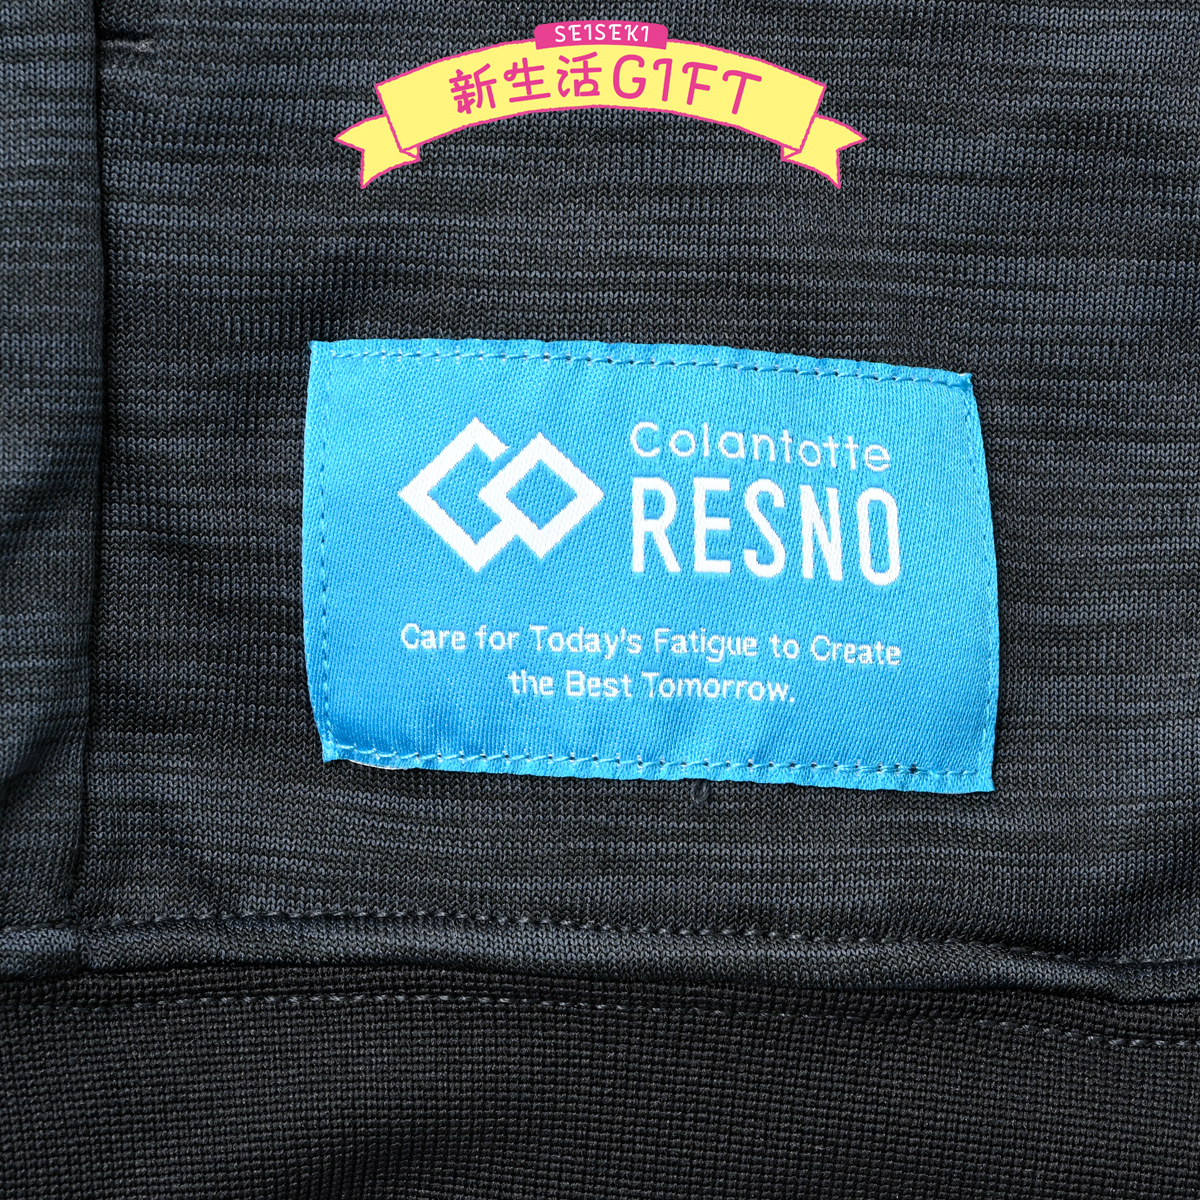 SEISEKI
新生活GIFT
Colantotte
RESNO
Care for Today's Fatigue to Create
the Best Tomorrow.